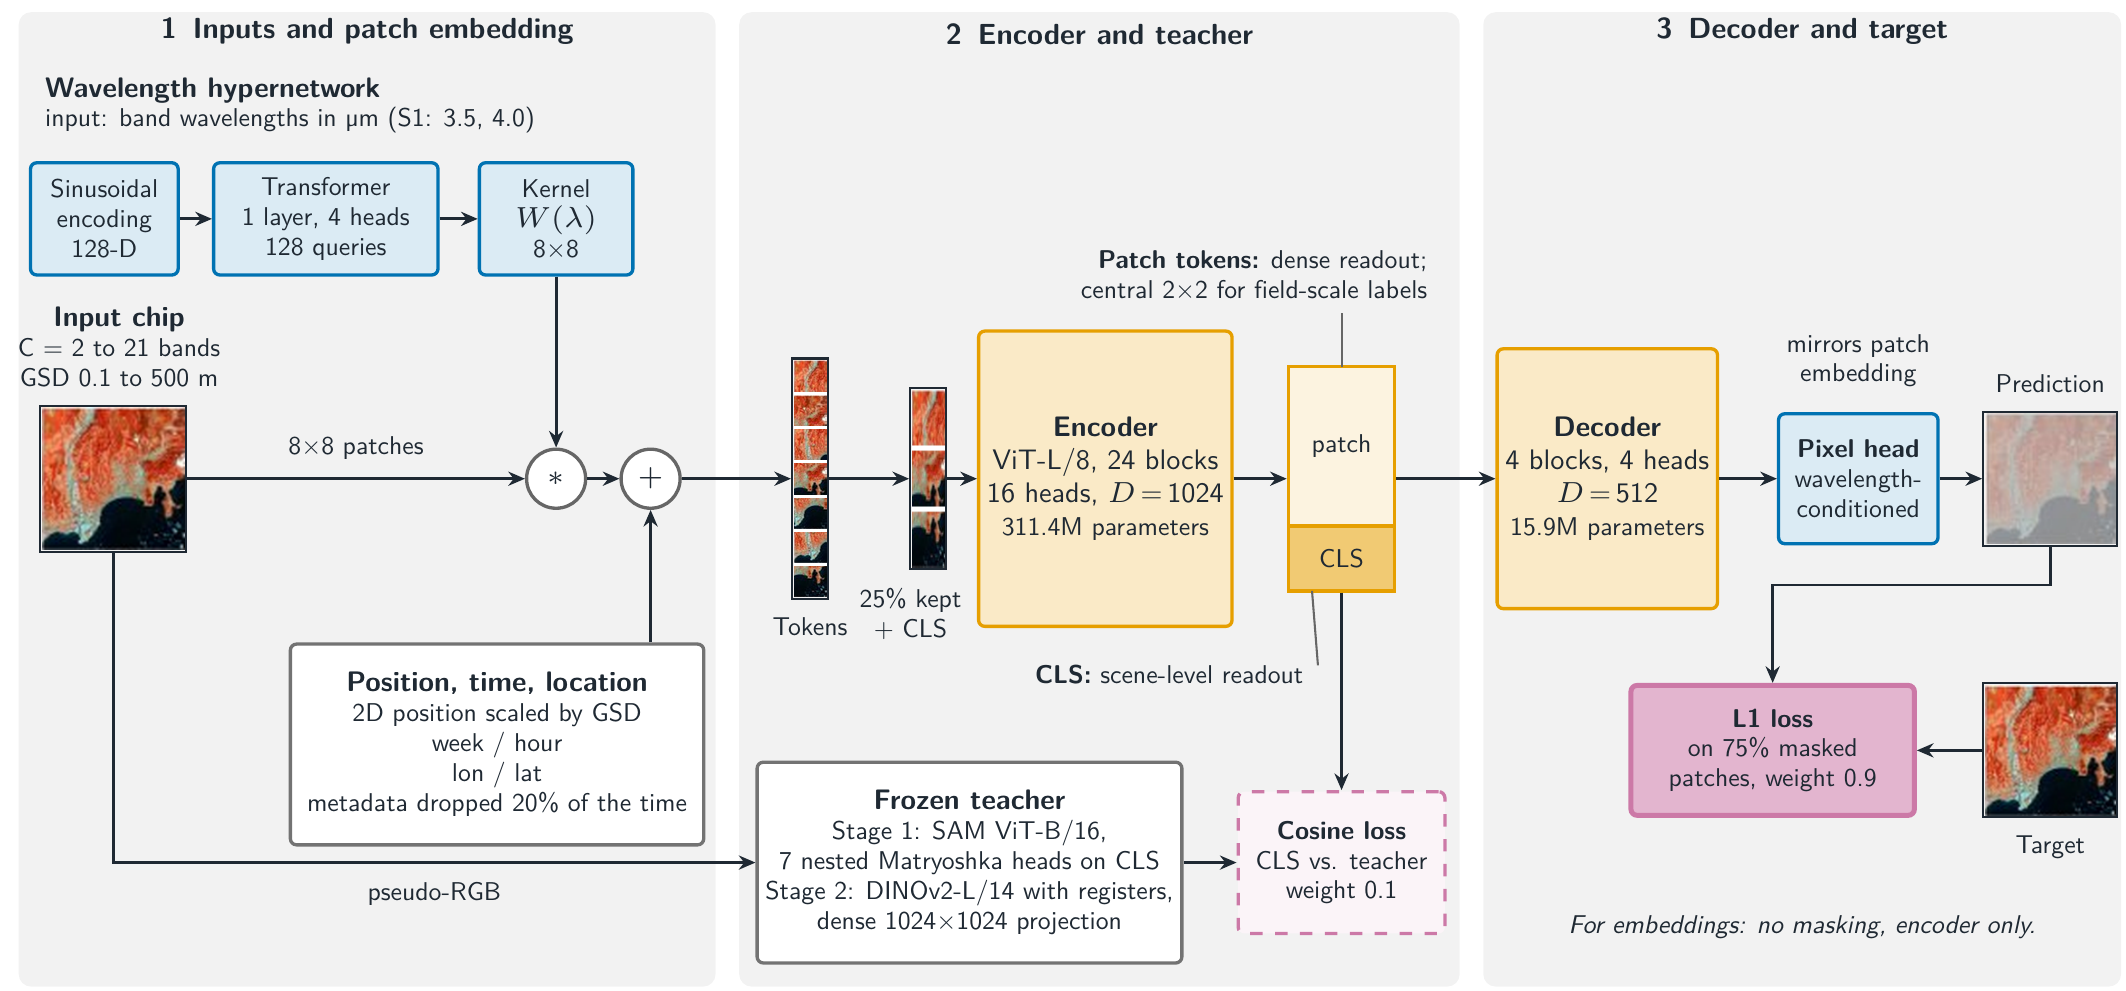 1 Inputs and patch embedding
Wavelength hypernetwork
input: band wavelengths in µm (S1: 3.5, 4.0)
Sinusoidal
encoding
128-D
Transformer
1 layer, 4 heads
128 queries
Kernel
W(λ)
8×8
Input chip
C = 2 to 21 bands
GSD 0.1 to 500 m
8×8 patches
*
+
Position, time, location
2D position scaled by GSD
week / hour
lon / lat
metadata dropped 20% of the time
pseudo-RGB
2 Encoder and teacher
Patch tokens: dense readout;
central 2×2 for field-scale labels
Tokens
25% kept
+ CLS
Encoder
ViT-L/8, 24 blocks
16 heads, D = 1024
311.4M parameters
patch
CLS
CLS: scene-level readout
Frozen teacher
Stage 1: SAM ViT-B/16,
7 nested Matryoshka heads on CLS
Stage 2: DINOv2-L/14 with registers,
dense 1024×1024 projection
Cosine loss
CLS vs. teacher
weight 0.1
3 Decoder and target
Decoder
4 blocks, 4 heads
D = 512
15.9M parameters
mirrors patch
embedding
Pixel head
wavelength-
conditioned
Prediction
L1 loss
on 75% masked
patches, weight 0.9
Target
For embeddings: no masking, encoder only.